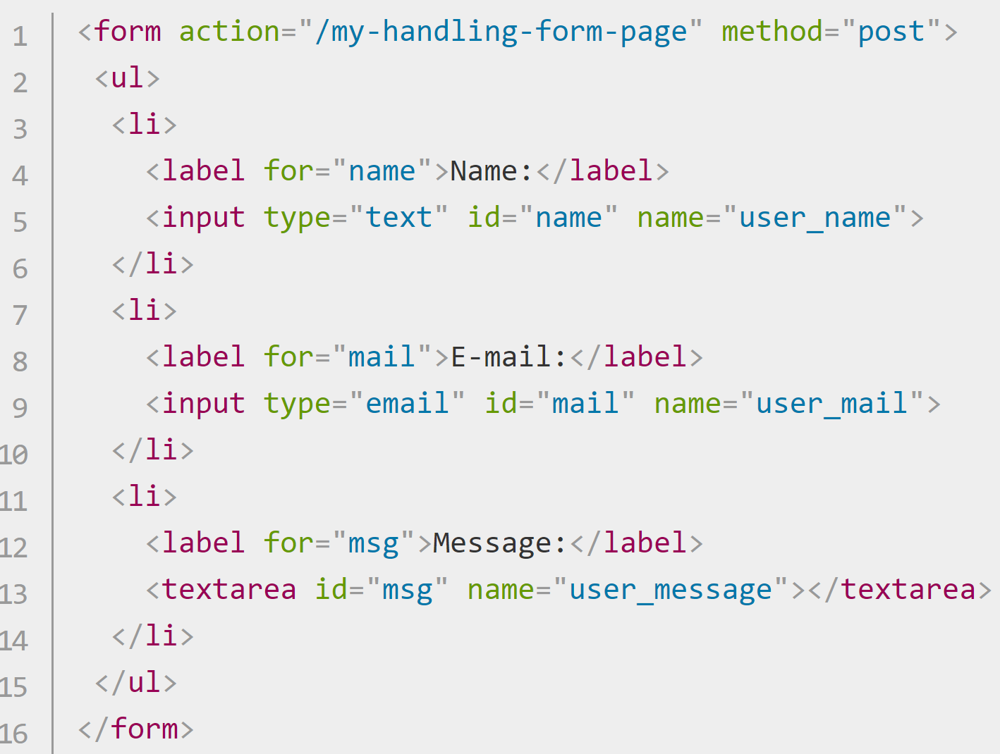 1 <form action="/my-handling-form-page" method="post">
2  <ul>
3   <li>
4     <label for="name">Name:</label>
5     <input type="text" id="name" name="user_name">
6   </li>
7   <li>
8     <label for="mail">E-mail:</label>
9     <input type="email" id="mail" name="user_mail">
10   </li>
11   <li>
12     <label for="msg">Message:</label>
13     <textarea id="msg" name="user_message"></textarea>
14   </li>
15  </ul>
16 </form>